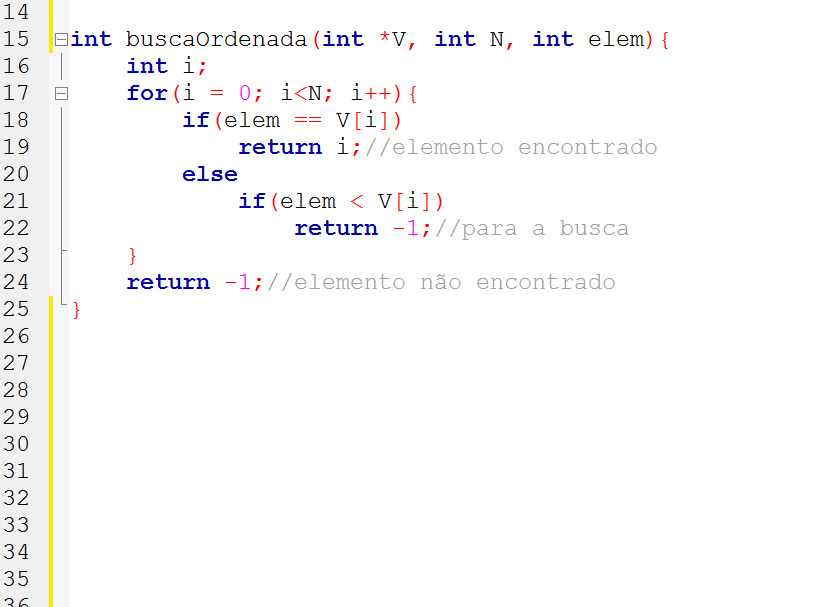 14
15 int buscaOrdenada(int *V, int N, int elem){
16     int i;
17     for(i = 0; i<N; i++){
18         if(elem == V[i])
19             return i;//elemento encontrado
20         else
21             if(elem < V[i])
22                 return -1;//para a busca
23     }
24     return -1;//elemento não encontrado
25 }
26
27
28
29
30
31
32
33
34
35
36